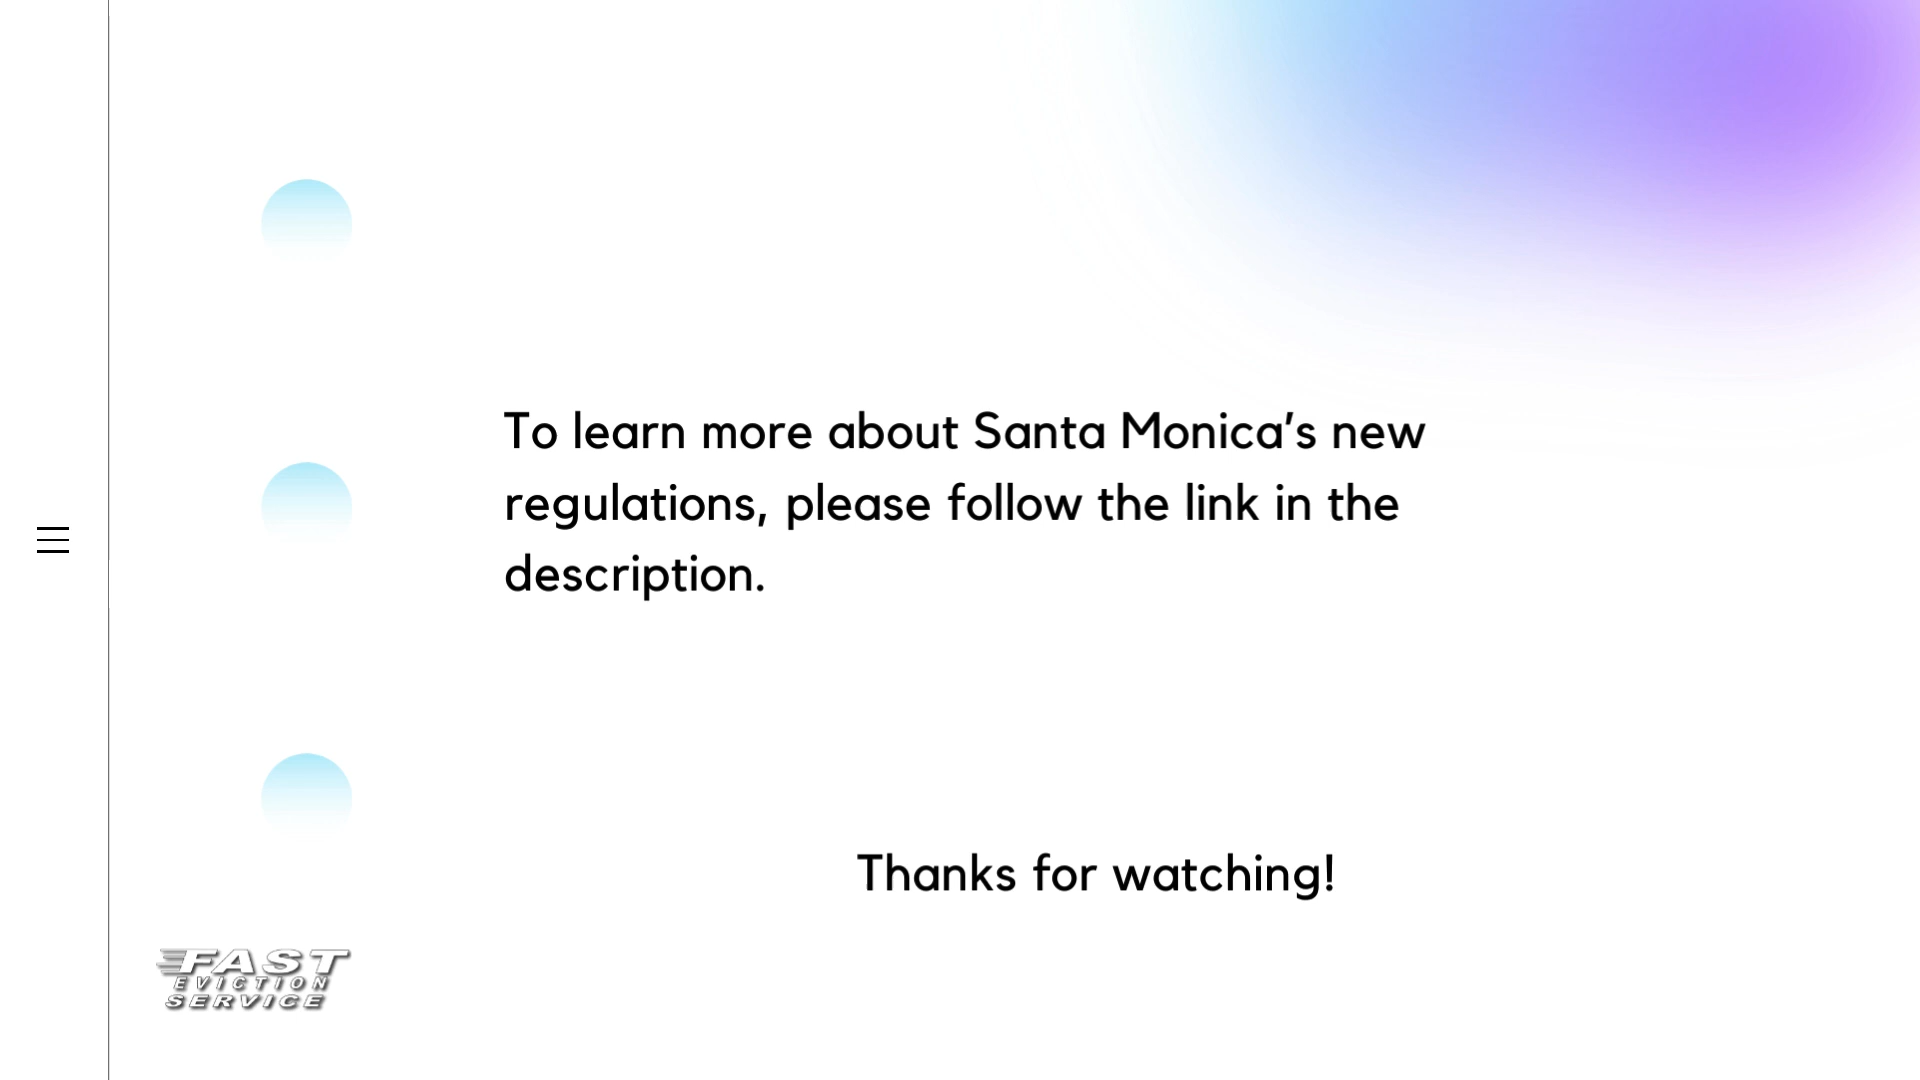 To learn more about Santa Monica’s new
regulations, please follow the link in the
description.
Thanks for watching!
FAST
EVICTION
SERVICE